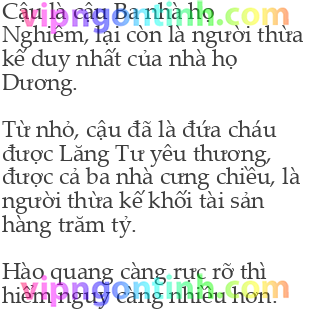 Cậu là cậu Ba nhà họ
vipngontinh.com
Nghiêm, lại còn là người thừa
kế duy nhất của nhà họ
Dương.
Từ nhỏ, cậu đã là đứa cháu
được Lăng Tư yêu thương,
được cả ba nhà cưng chiều, là
người thừa kế khối tài sản
hàng trăm tỷ.
Hào quang càng rực rỡ thì
vipngontinh.com
hiểm nguy càng nhiều hơn.